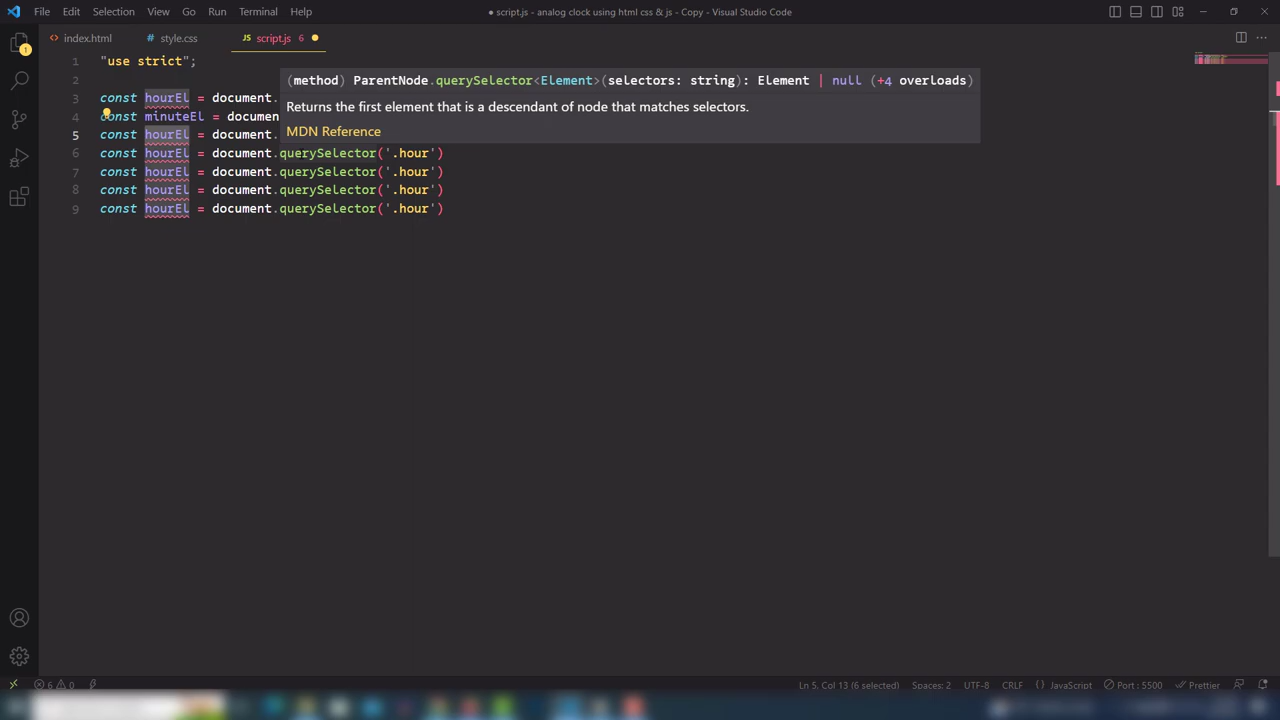 File Edit Selection View Go Run Terminal Help
● script.js - analog clock using html css & js - Copy - Visual Studio Code
index.html # style.css JS script.js 6
1 "use strict";
2
(method) ParentNode.querySelector<Element>(selectors: string): Element | null (+4 overloads)
3 const hourEl = document.
Returns the first element that is a descendant of node that matches selectors.
4 const minuteEl = documen
MDN Reference
5 const hourEl = document.
6 const hourEl = document.querySelector('.hour')
7 const hourEl = document.querySelector('.hour')
8 const hourEl = document.querySelector('.hour')
9 const hourEl = document.querySelector('.hour')
1
6 0 Ln 5, Col 13 (6 selected) Spaces: 2 UTF-8 CRLF {} JavaScript Port : 5500 Prettier